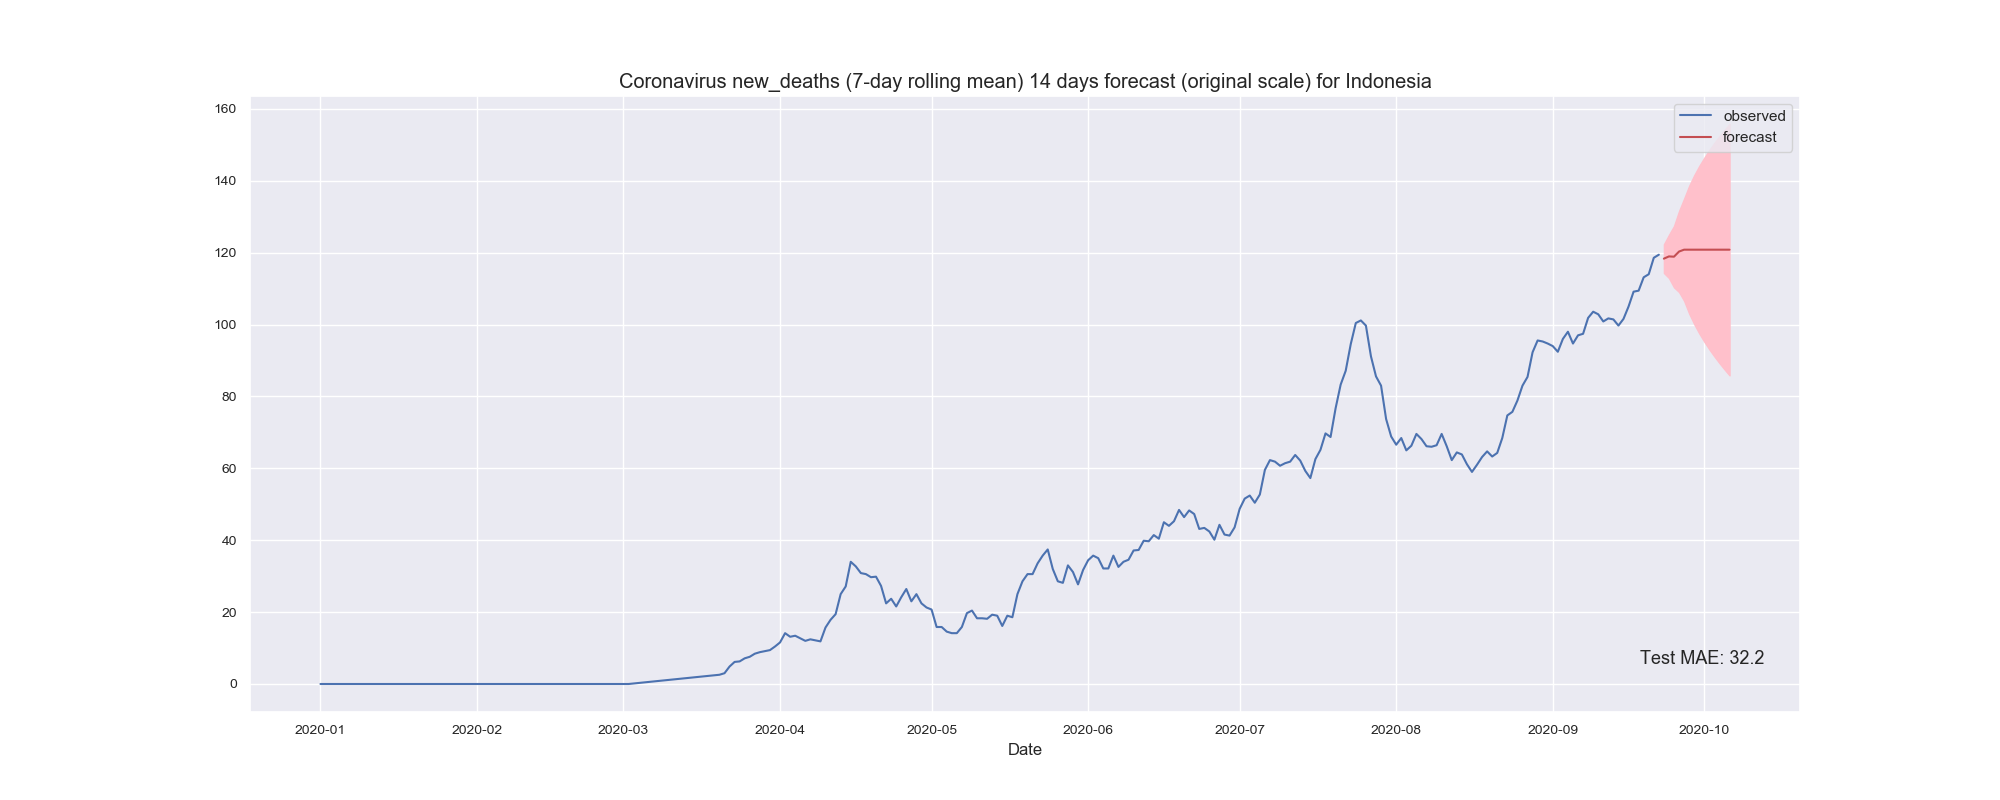 Coronavirus new_deaths (7-day rolling mean) 14 days forecast (original scale) for Indonesia
160
140
120
100
80
60
40
20
0
observed
forecast
Test MAE: 32.2
2020-01 2020-02 2020-03 2020-04 2020-05 2020-06 2020-07 2020-08 2020-09 2020-10
Date